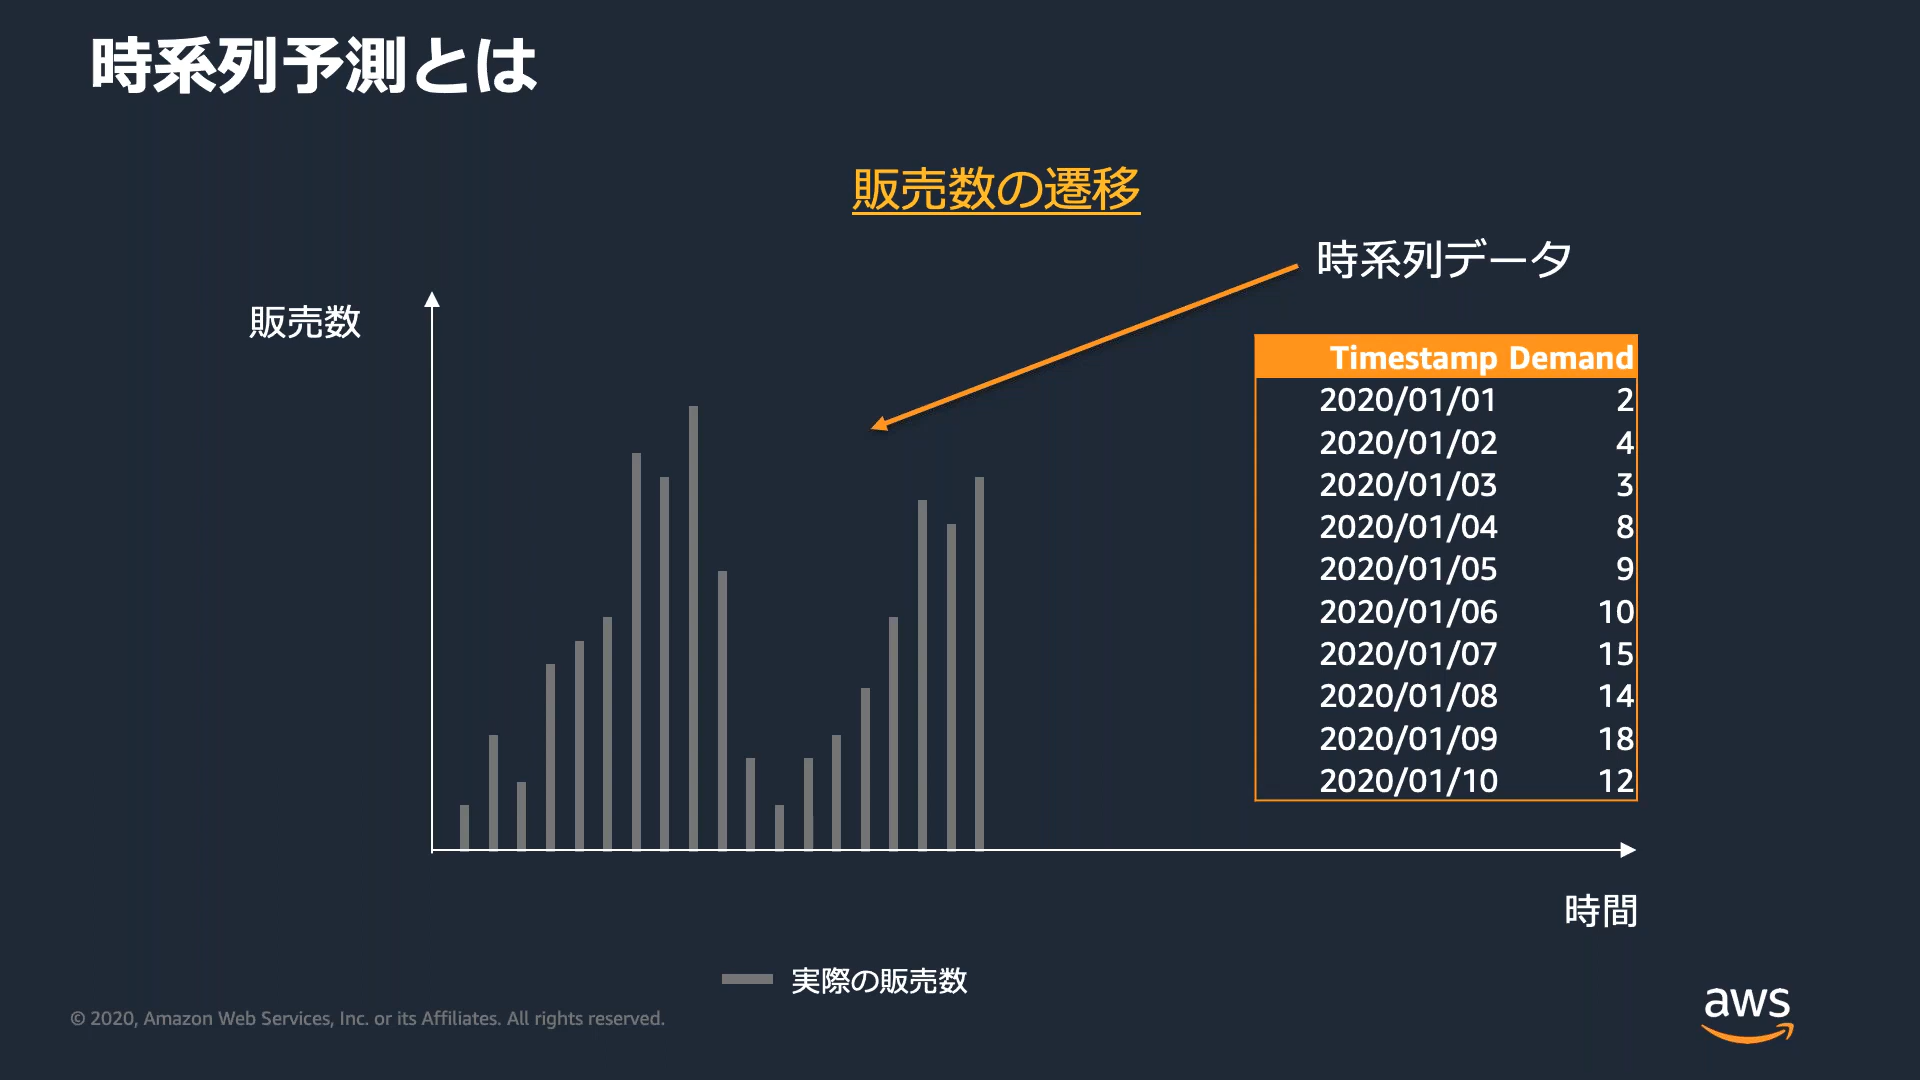 時系列予測とは
販売数の遷移
時系列データ
販売数
Timestamp Demand
2020/01/01 2
2020/01/02 4
2020/01/03 3
2020/01/04 8
2020/01/05 9
2020/01/06 10
2020/01/07 15
2020/01/08 14
2020/01/09 18
2020/01/10 12
時間
実際の販売数
© 2020, Amazon Web Services, Inc. or its Affiliates. All rights reserved.
aws